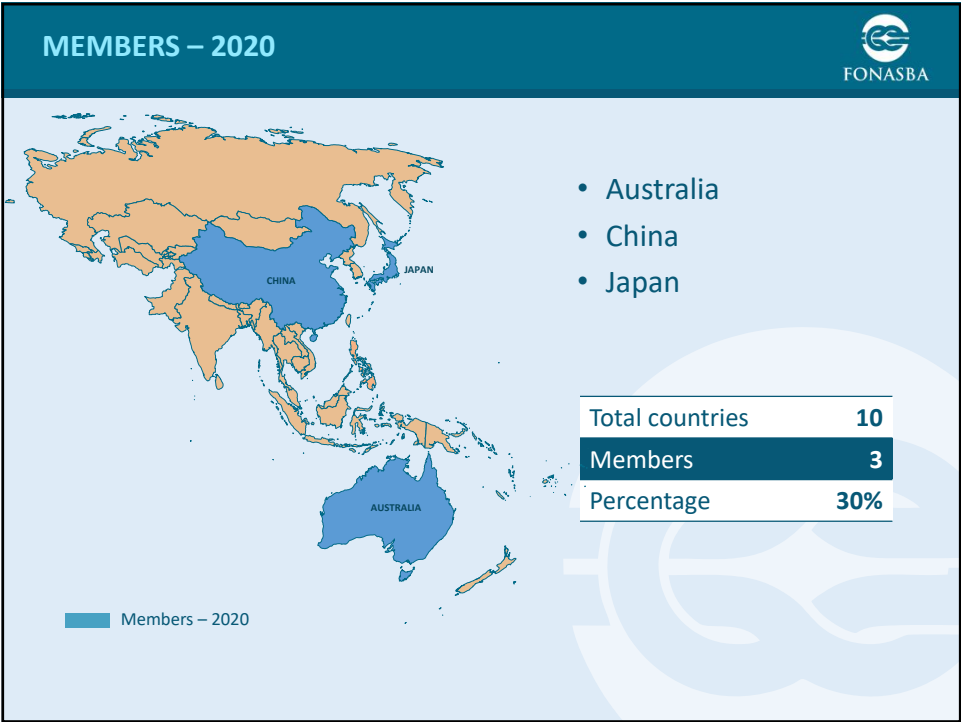 MEMBERS – 2020
FONASBA
• Australia
• China
• Japan
CHINA
JAPAN
AUSTRALIA
Total countries 10
Members 3
Percentage 30%
Members – 2020